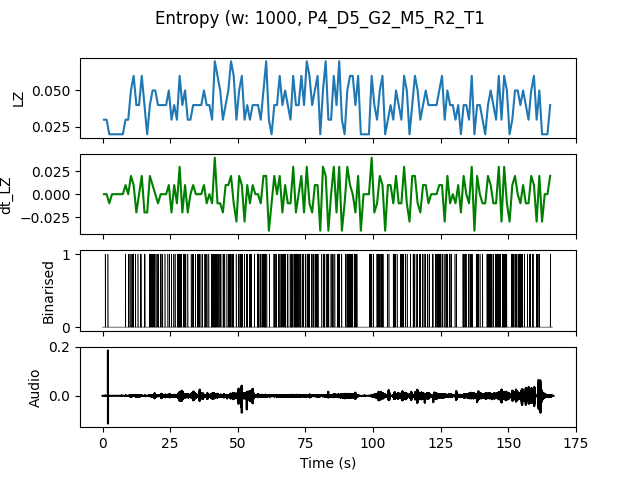 Entropy (w: 1000, P4_D5_G2_M5_R2_T1
LZ
0.050
0.025
dt_LZ
0.025
0.000
−0.025
Binarised
1
0
Audio
0.2
0.0
0 25 50 75 100 125 150 175
Time (s)